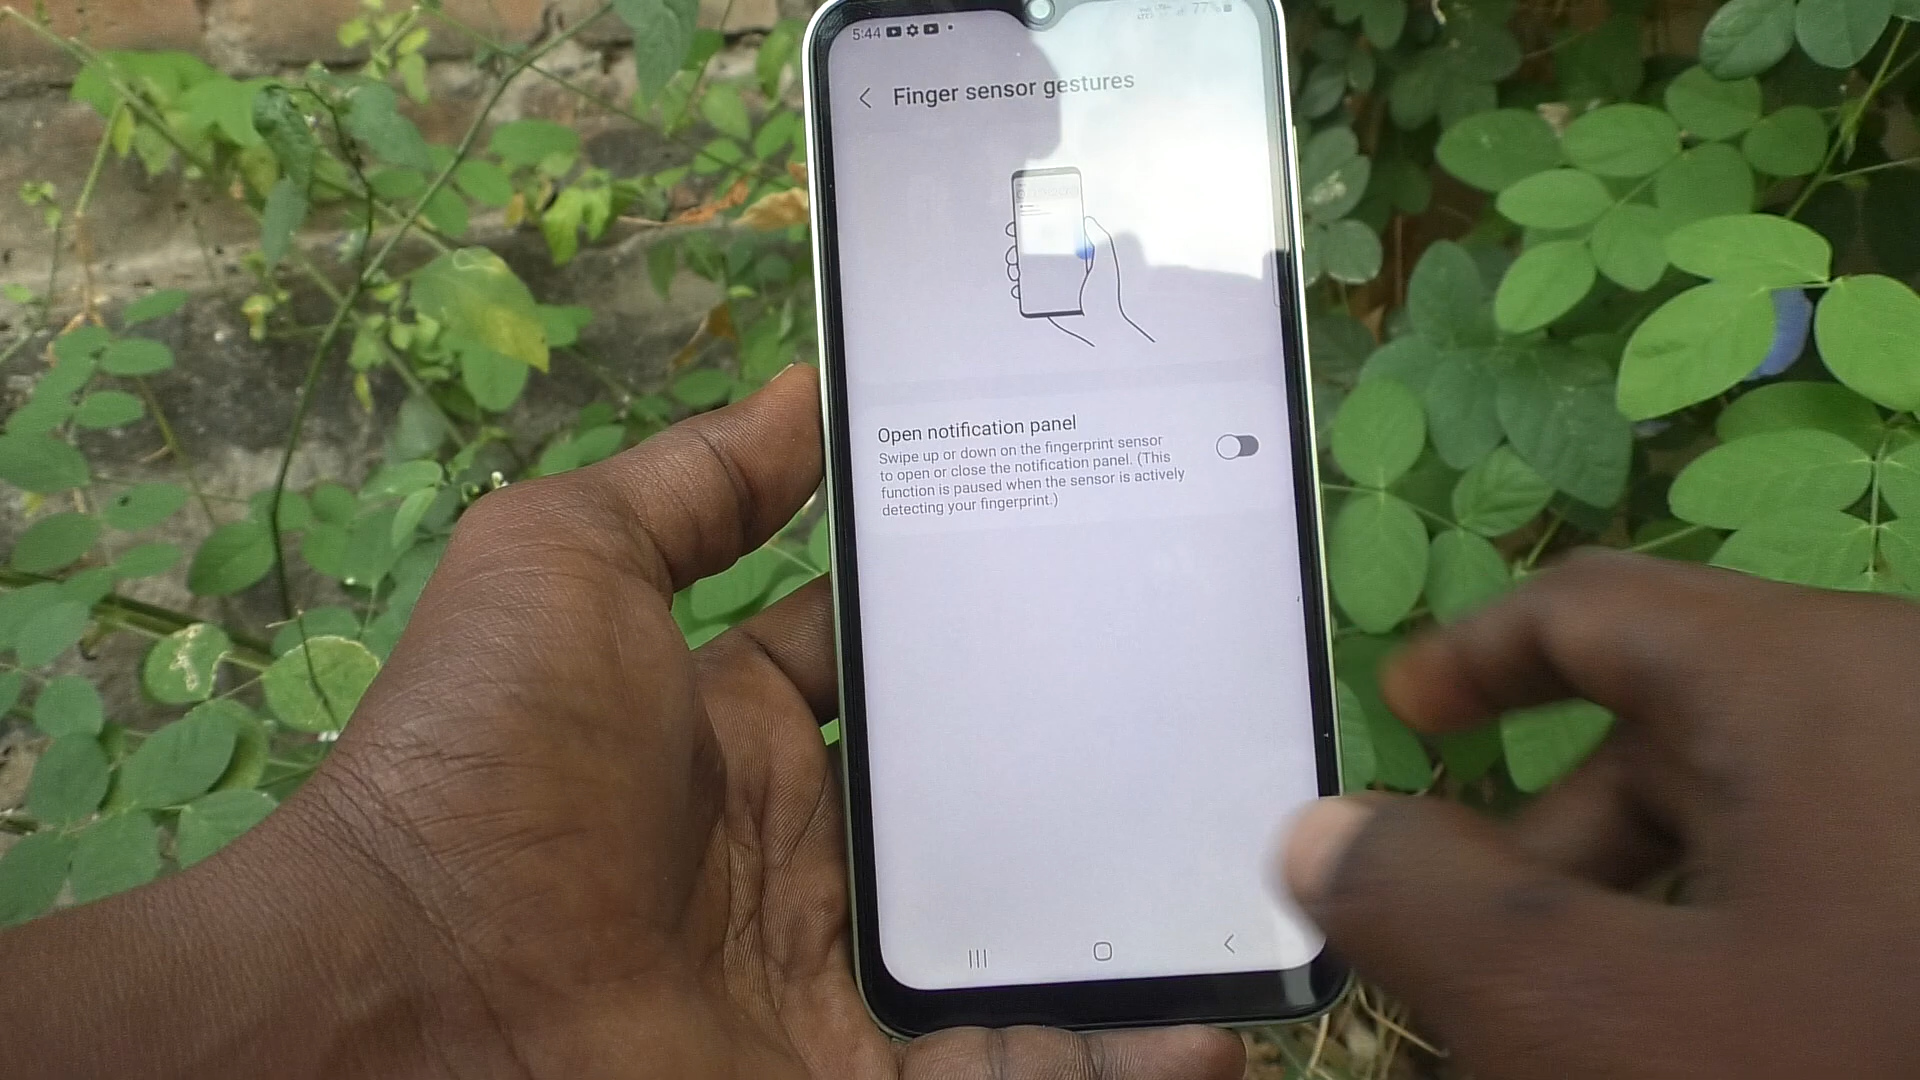 5:44
77%
Finger sensor gestures
Open notification panel
Swipe up or down on the fingerprint sensor
to open or close the notification panel. (This
function is paused when the sensor is actively
detecting your fingerprint.)